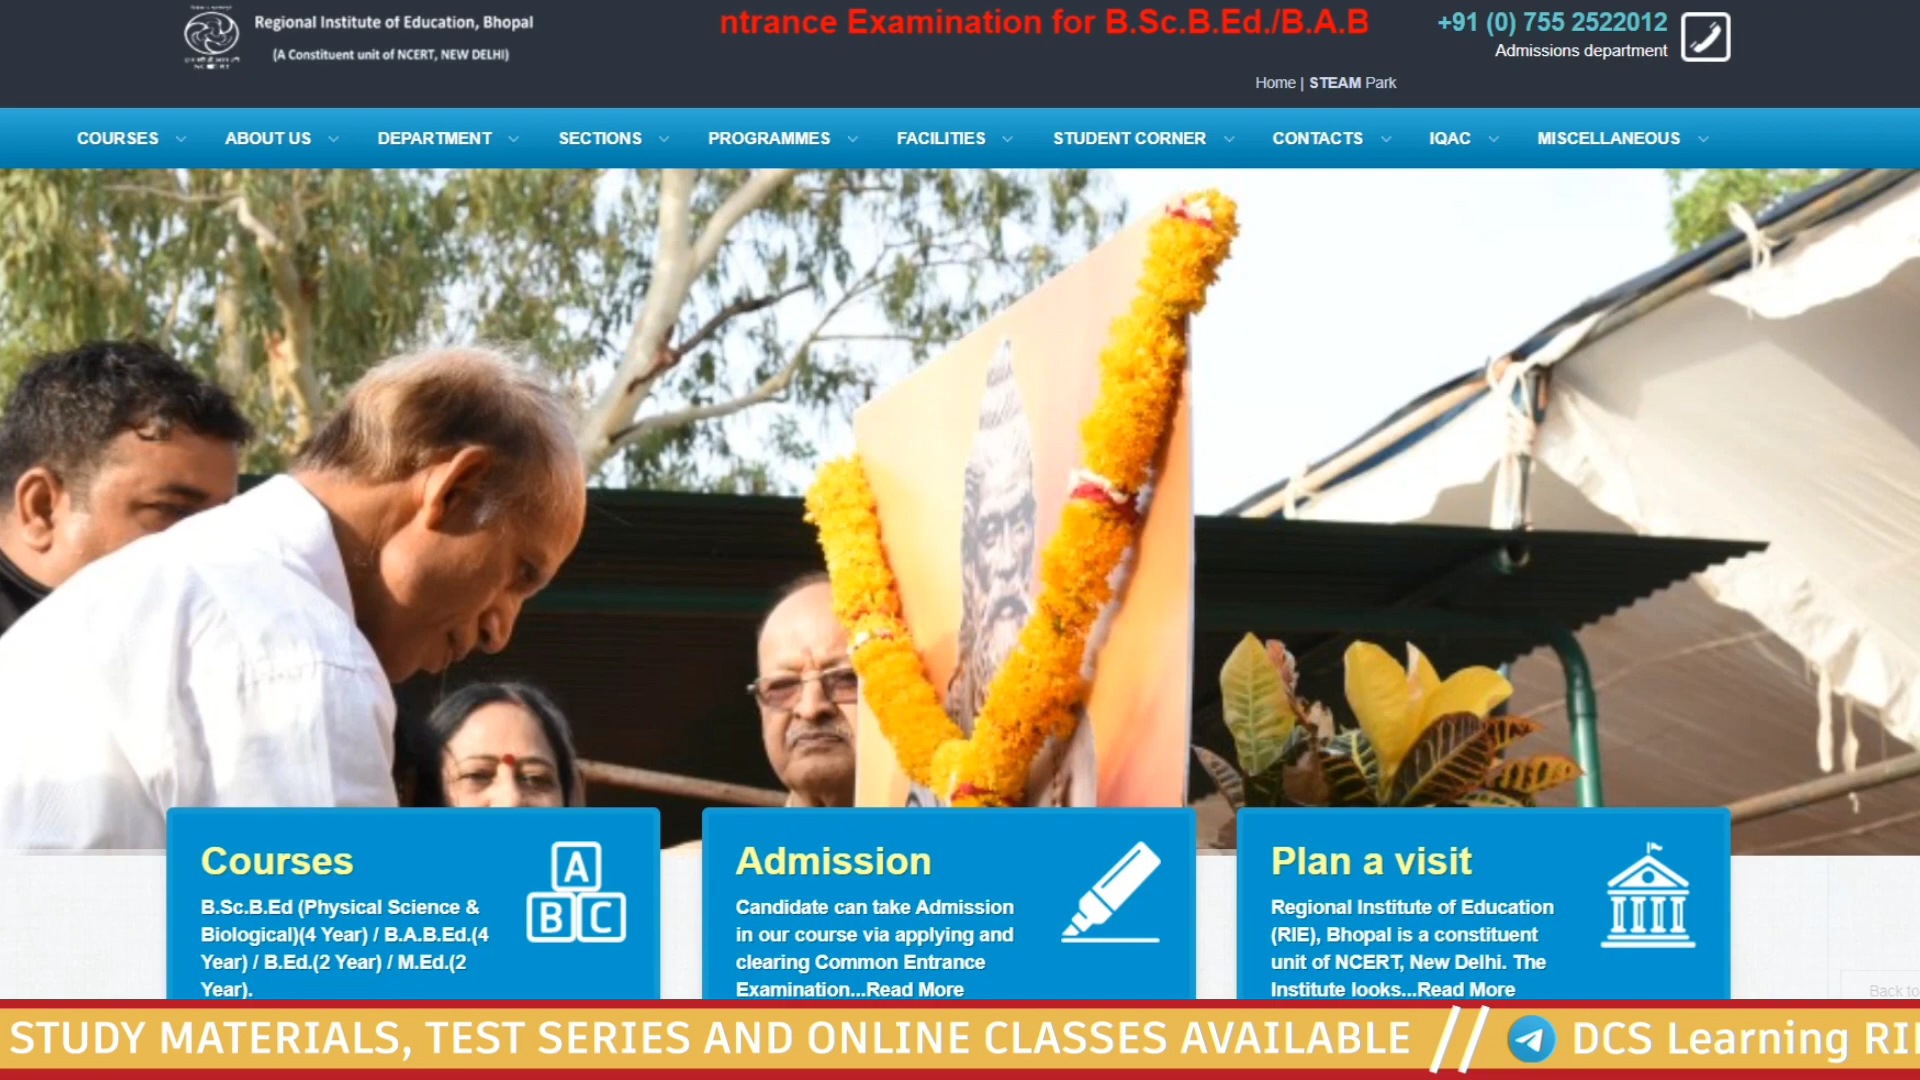 Regional Institute of Education, Bhopal
(A Constituent unit of NCERT, NEW DELHI)
ntrance Examination for B.Sc.B.Ed./B.A.B
+91 (0) 755 2522012
Admissions department
Home | STEAM Park
COURSES ABOUT US DEPARTMENT SECTIONS PROGRAMMES FACILITIES STUDENT CORNER CONTACTS IQAC MISCELLANEOUS
Courses
B.Sc.B.Ed (Physical Science &
Biological)(4 Year) / B.A.B.Ed.(4
Year) / B.Ed.(2 Year) / M.Ed.(2
Year).
A
B C
Admission
Candidate can take Admission
in our course via applying and
clearing Common Entrance
Examination...Read More
Plan a visit
Regional Institute of Education
(RIE), Bhopal is a constituent
unit of NCERT, New Delhi. The
Institute looks...Read More
Back to
STUDY MATERIALS, TEST SERIES AND ONLINE CLASSES AVAILABLE // DCS Learning RI